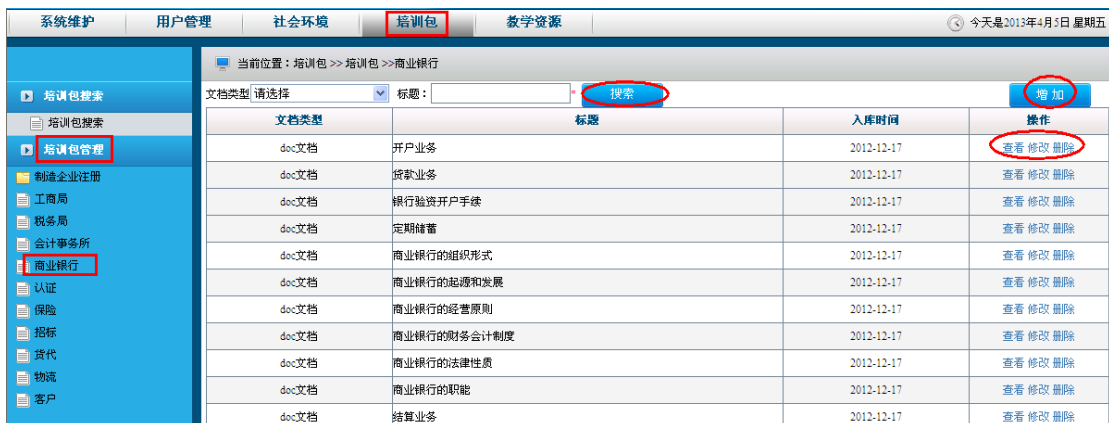 系统维护 用户管理 社会环境 培训包 教学资源 今天是2013年4月5日 星期五
当前位置：培训包 >> 培训包 >>商业银行
培训包搜索
培训包搜索
培训包管理
制造企业注册
工商局
税务局
会计事务所
商业银行
认证
保险
招标
货代
物流
客户
文档类型 请选择 标题： * 搜索 增加
文档类型 标题 入库时间 操作
doc文档 开户业务 2012-12-17 查看 修改 删除
doc文档 贷款业务 2012-12-17 查看 修改 删除
doc文档 银行验资开户手续 2012-12-17 查看 修改 删除
doc文档 定期储蓄 2012-12-17 查看 修改 删除
doc文档 商业银行的组织形式 2012-12-17 查看 修改 删除
doc文档 商业银行的起源和发展 2012-12-17 查看 修改 删除
doc文档 商业银行的经营原则 2012-12-17 查看 修改 删除
doc文档 商业银行的财务会计制度 2012-12-17 查看 修改 删除
doc文档 商业银行的法律性质 2012-12-17 查看 修改 删除
doc文档 商业银行的职能 2012-12-17 查看 修改 删除
doc文档 结算业务 2012-12-17 查看 修改 删除